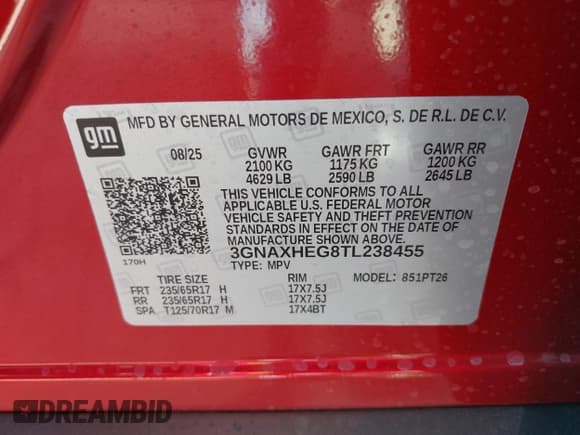 gm MFD BY GENERAL MOTORS DE MEXICO, S. DE R.L. DE C.V.
08/25 GVWR GAWR FRT GAWR RR
2100 KG 1175 KG 1200 KG
4629 LB 2590 LB 2645 LB
THIS VEHICLE CONFORMS TO ALL
APPLICABLE U.S. FEDERAL MOTOR
VEHICLE SAFETY AND THEFT PREVENTION
STANDARDS IN EFFECT ON THE DATE OF
MANUFACTURE SHOWN ABOVE.
170H 3GNAXHEG8TL238455
TYPE: MPV
TIRE SIZE RIM MODEL: 851PT26
FRT 235/65R17 H 17X7.5J
RR 235/65R17 H 17X7.5J
SPA T125/70R17 M 17X4BT
DREAMBID